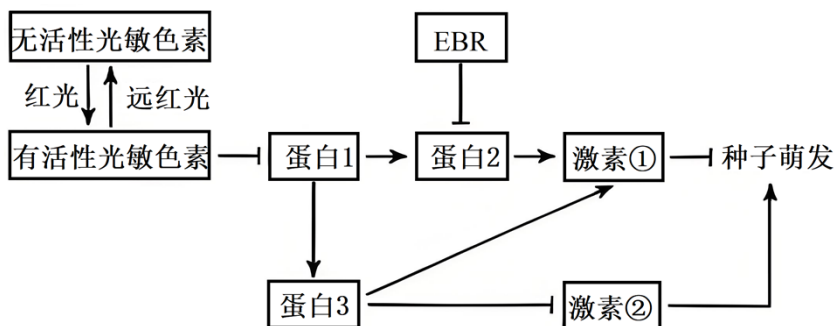 无活性光敏色素
EBR
红光
远红光
有活性光敏色素
蛋白1
蛋白2
激素①
种子萌发
蛋白3
激素②